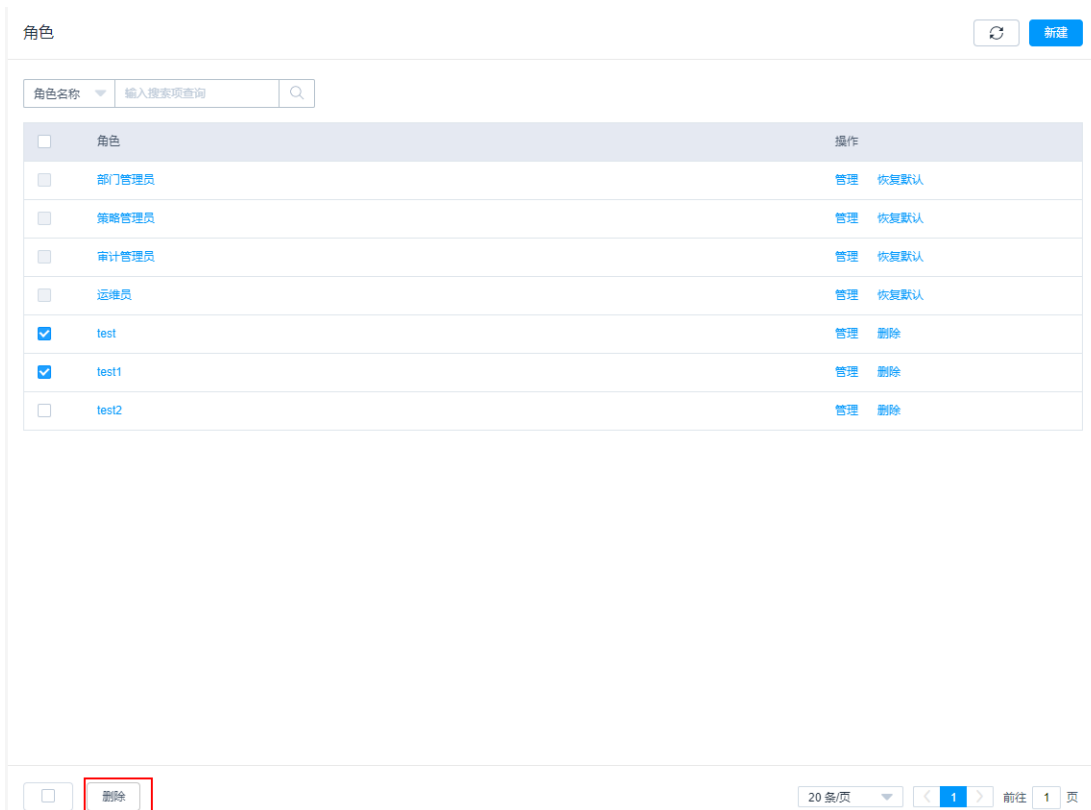 角色
新建
角色名称 输入搜索项查询
角色 操作
部门管理员 管理 恢复默认
策略管理员 管理 恢复默认
审计管理员 管理 恢复默认
运维员 管理 恢复默认
test 管理 删除
test1 管理 删除
test2 管理 删除
删除 20 条/页 1 前往 1 页